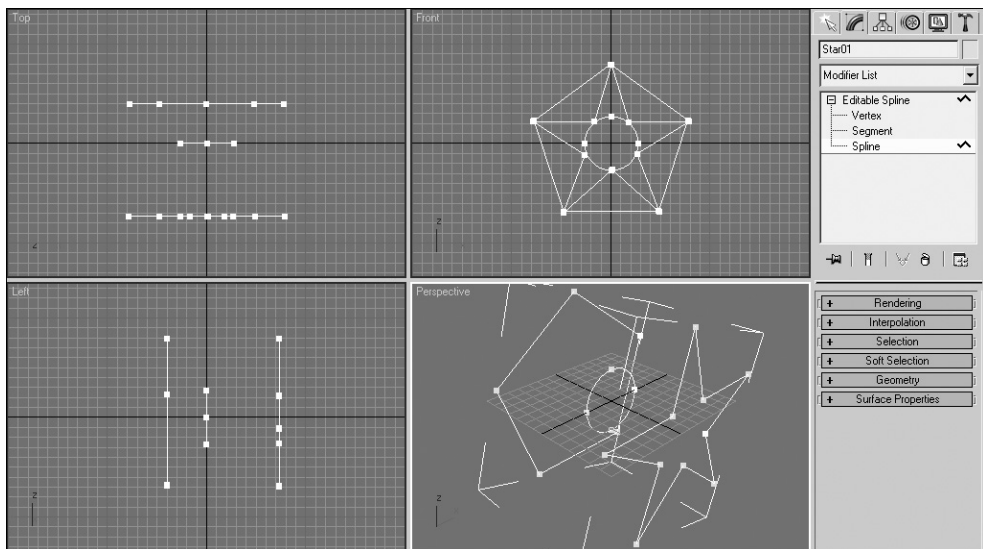 Top
Front
Star01
Modifier List
Editable Spline
Vertex
Segment
Spline
z
z
Left
Perspective
+ Rendering
+ Interpolation
+ Selection
+ Soft Selection
+ Geometry
+ Surface Properties
z
z